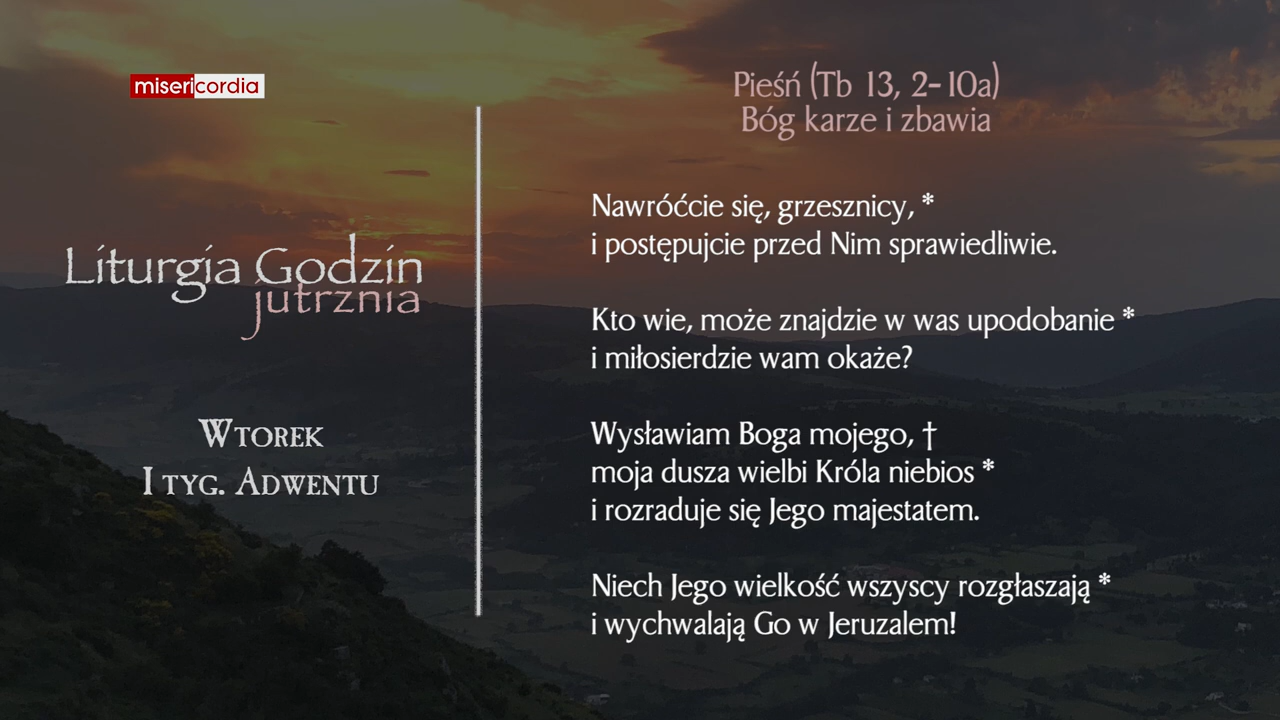 misericordia
Liturgia Godzin
jutrznia
Wtorek
I tyg. Adwentu
Pieśń (Tb 13, 2-10a)
Bóg karze i zbawia
Nawróćcie się, grzesznicy, *
i postępujcie przed Nim sprawiedliwie.
Kto wie, może znajdzie w was upodobanie *
i miłosierdzie wam okaże?
Wysławiam Boga mojego, †
moja dusza wielbi Króla niebios *
i rozraduje się Jego majestatem.
Niech Jego wielkość wszyscy rozgłaszają *
i wychwalają Go w Jeruzalem!